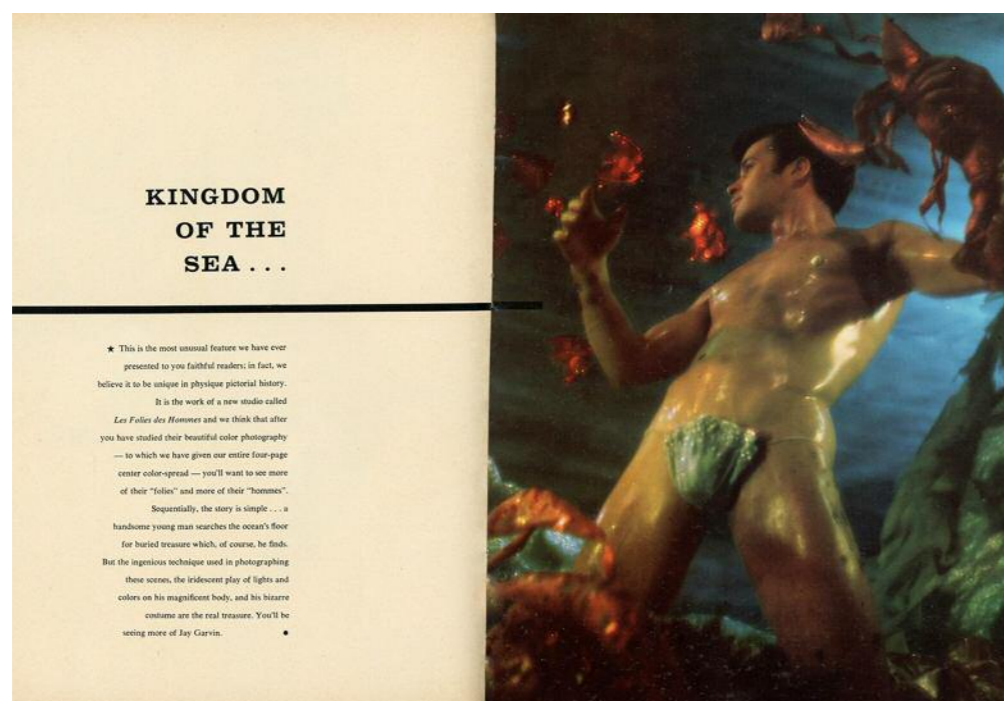 KINGDOM
OF THE
SEA . . .
★ This is the most unusual feature we have ever
presented to you faithful readers; in fact, we
believe it to be unique in physique pictorial history.
It is the work of a new studio called
Les Folies des Hommes and we think that after
you have studied their beautiful color photography
— to which we have given our entire four-page
center color-spread — you'll want to see more
of their "folies" and more of their "hommes".
Sequentially, the story is simple . . . a
handsome young man searches the ocean's floor
for buried treasure which, of course, he finds.
But the ingenious technique used in photographing
these scenes, the iridescent play of lights and
colors on his magnificent body, and his bizarre
costume are the real treasure. You'll be
seeing more of Jay Garvin. ●